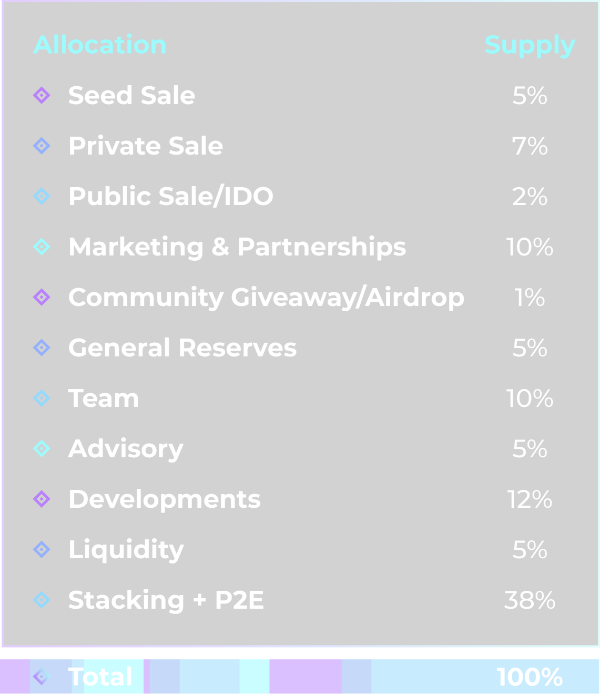 Allocation Supply
Seed Sale 5%
Private Sale 7%
Public Sale/IDO 2%
Marketing & Partnerships 10%
Community Giveaway/Airdrop 1%
General Reserves 5%
Team 10%
Advisory 5%
Developments 12%
Liquidity 5%
Stacking + P2E 38%
Total 100%